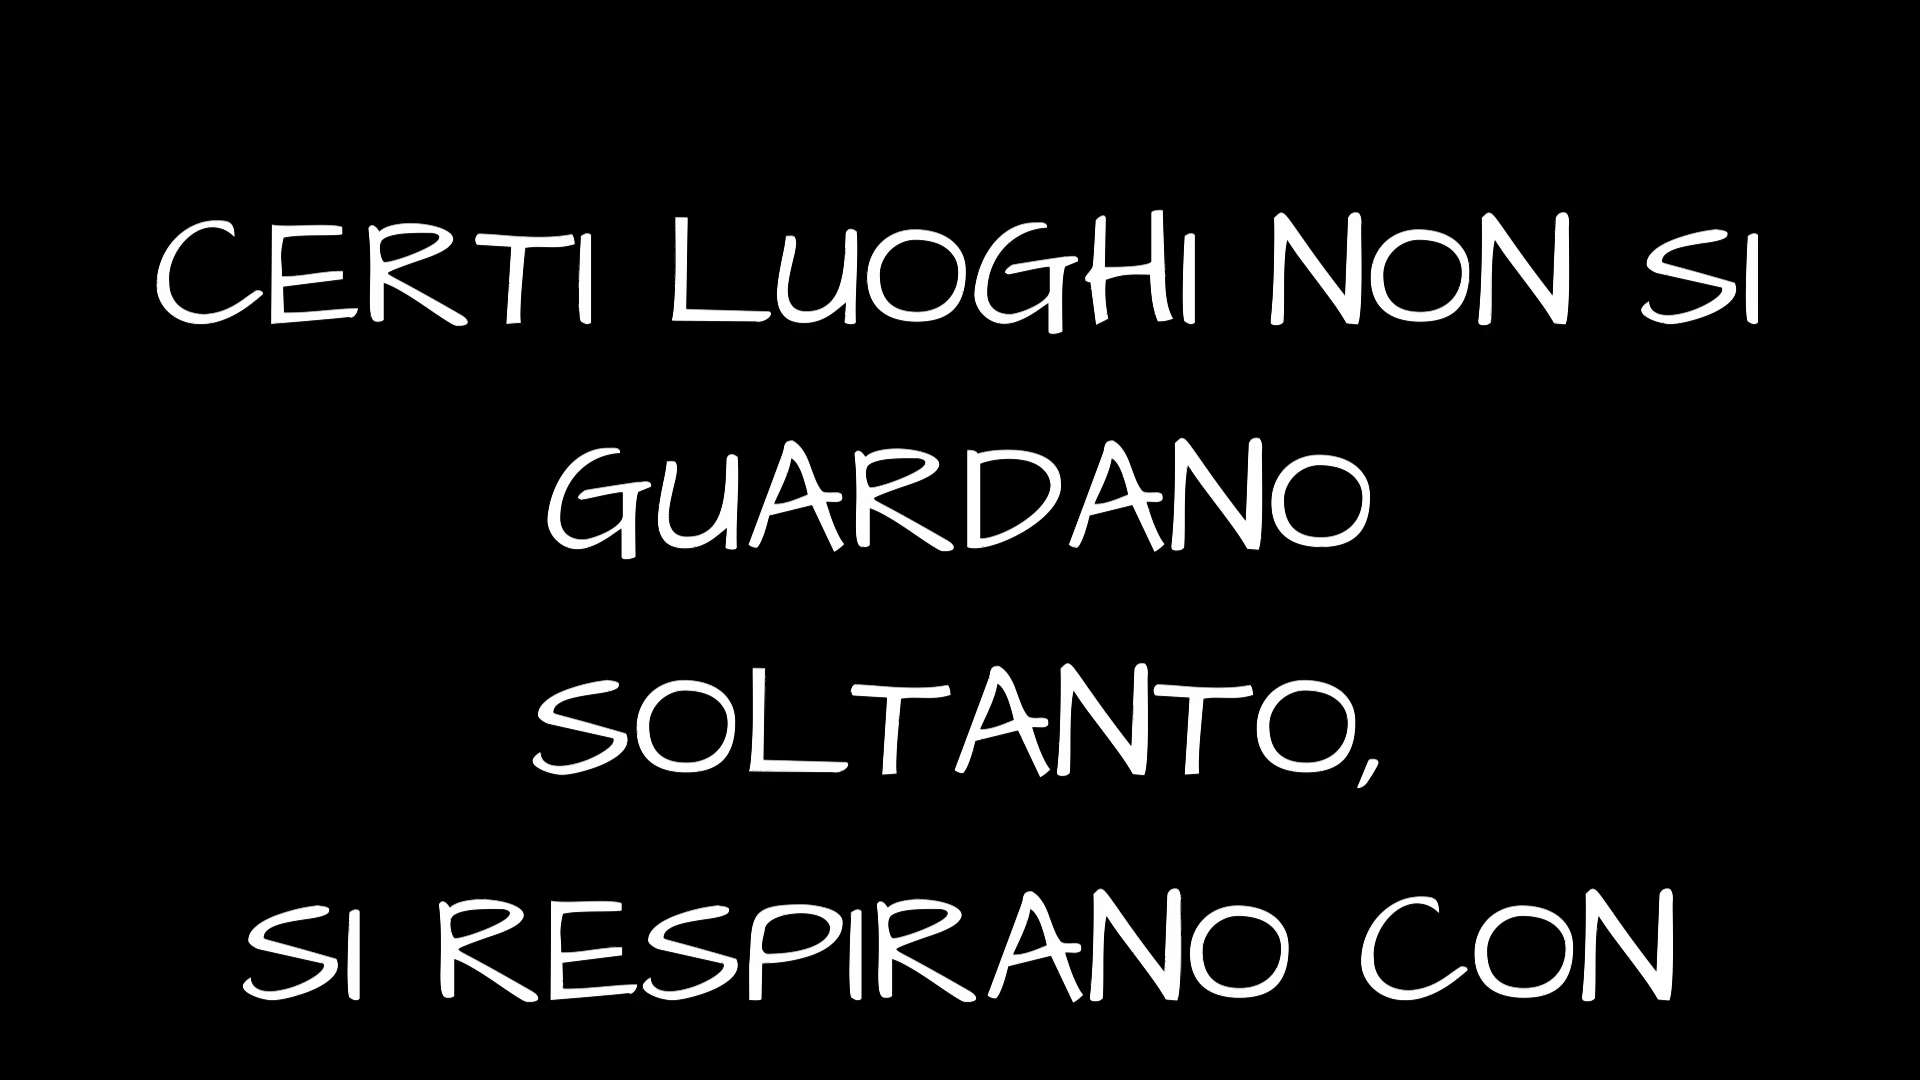 CERTI LUOGHI NON SI
GUARDANO
SOLTANTO,
SI RESPIRANO CON